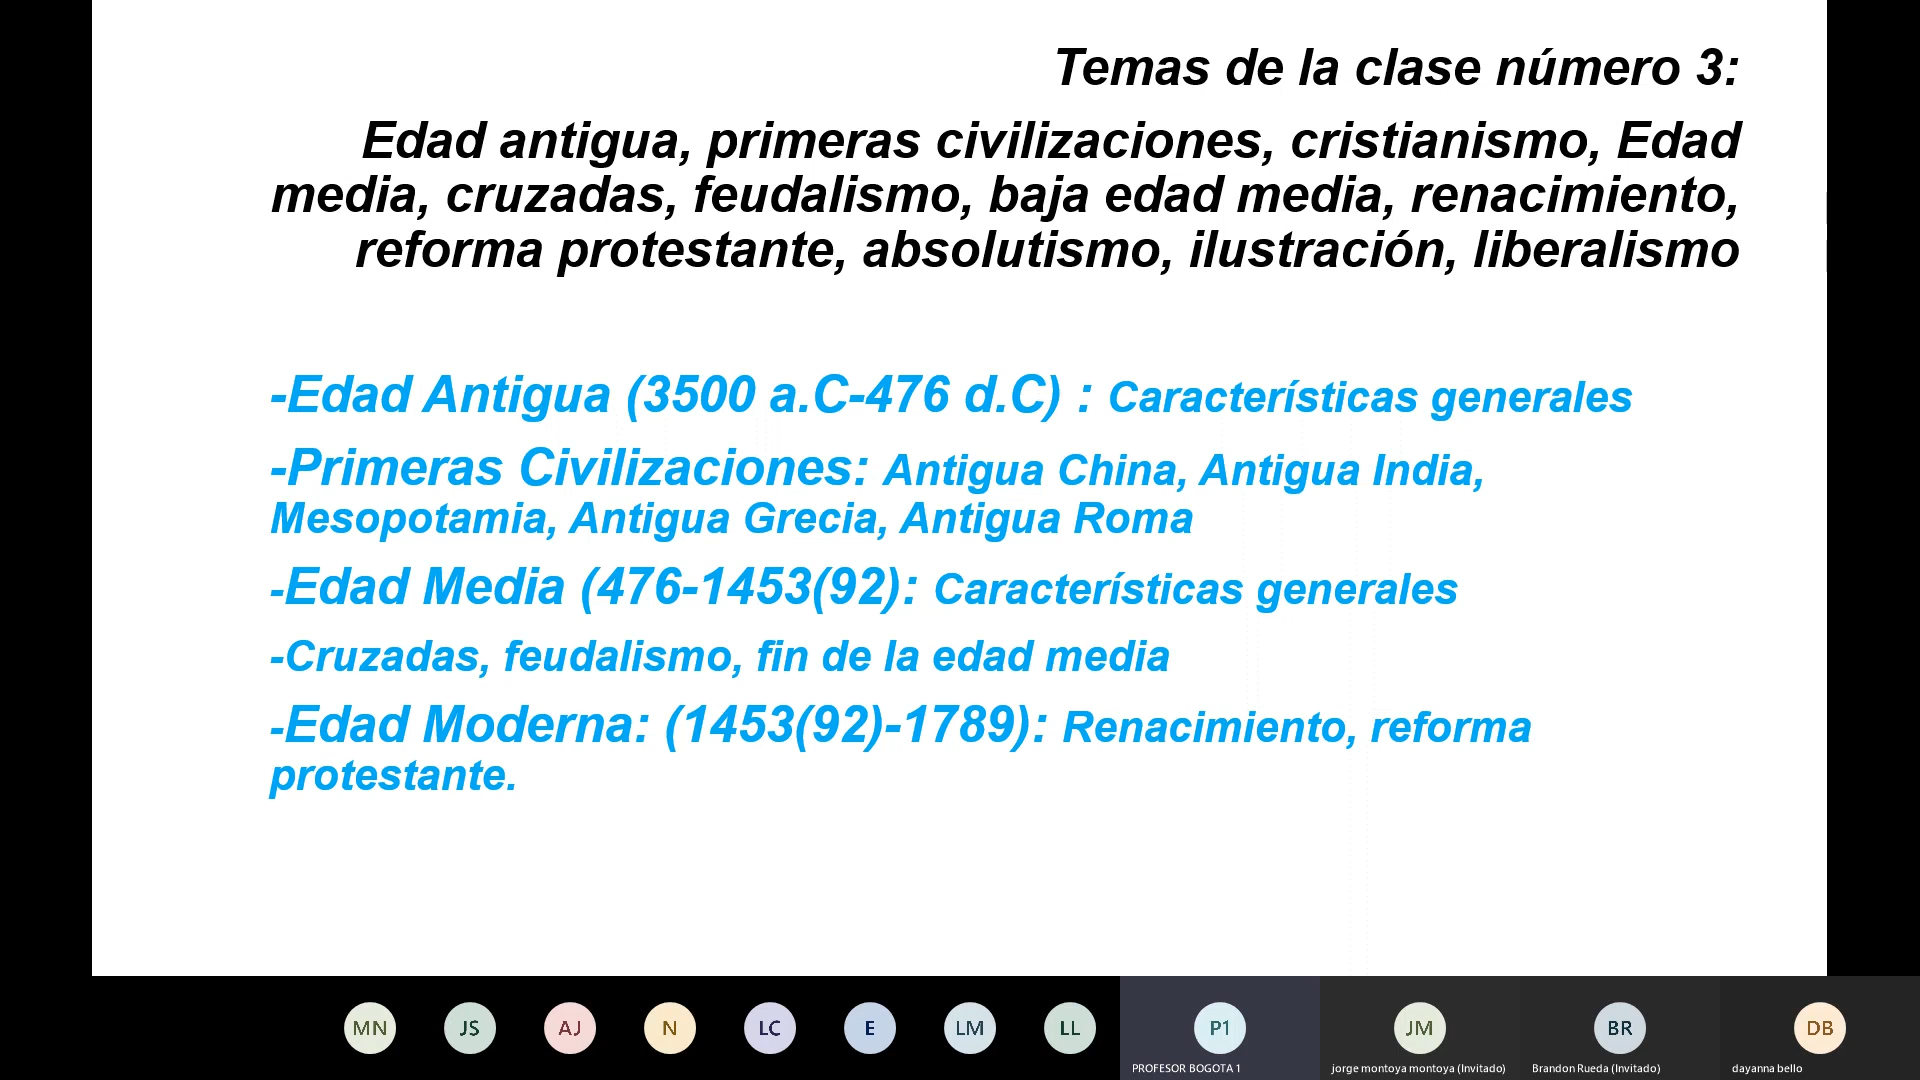 Temas de la clase número 3:
Edad antigua, primeras civilizaciones, cristianismo, Edad
media, cruzadas, feudalismo, baja edad media, renacimiento,
reforma protestante, absolutismo, ilustración, liberalismo
-Edad Antigua (3500 a.C-476 d.C) : Características generales
-Primeras Civilizaciones: Antigua China, Antigua India,
Mesopotamia, Antigua Grecia, Antigua Roma
-Edad Media (476-1453(92): Características generales
-Cruzadas, feudalismo, fin de la edad media
-Edad Moderna: (1453(92)-1789): Renacimiento, reforma
protestante.
MN JS AJ N LC E LM LL P1 JM BR DB
PROFESOR BOGOTA 1 jorge montoya montoya (Invitado) Brandon Rueda (Invitado) dayanna bello